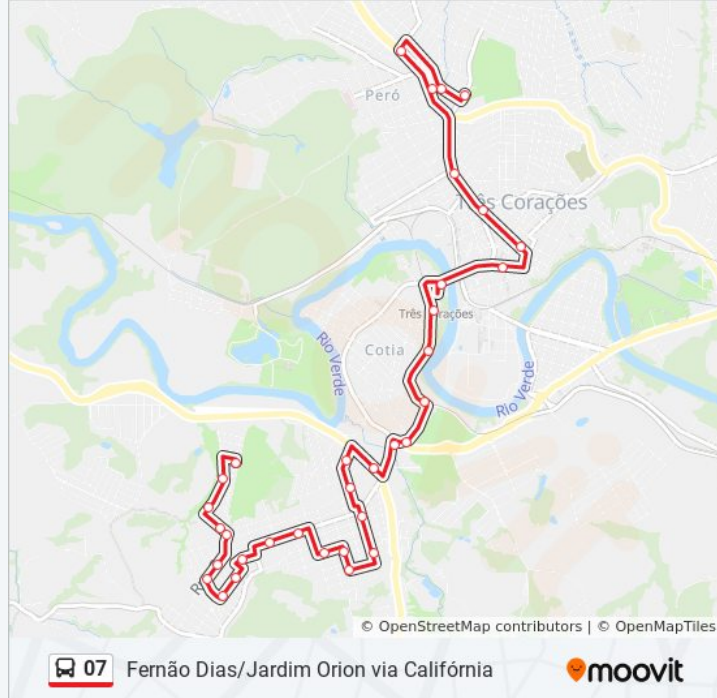 Peró
Três Corações
Três Corações
Cotia
Rio Verde
Rio Verde
© OpenStreetMap contributors | © OpenMapTiles
07 Fernão Dias/Jardim Orion via Califórnia
moovit